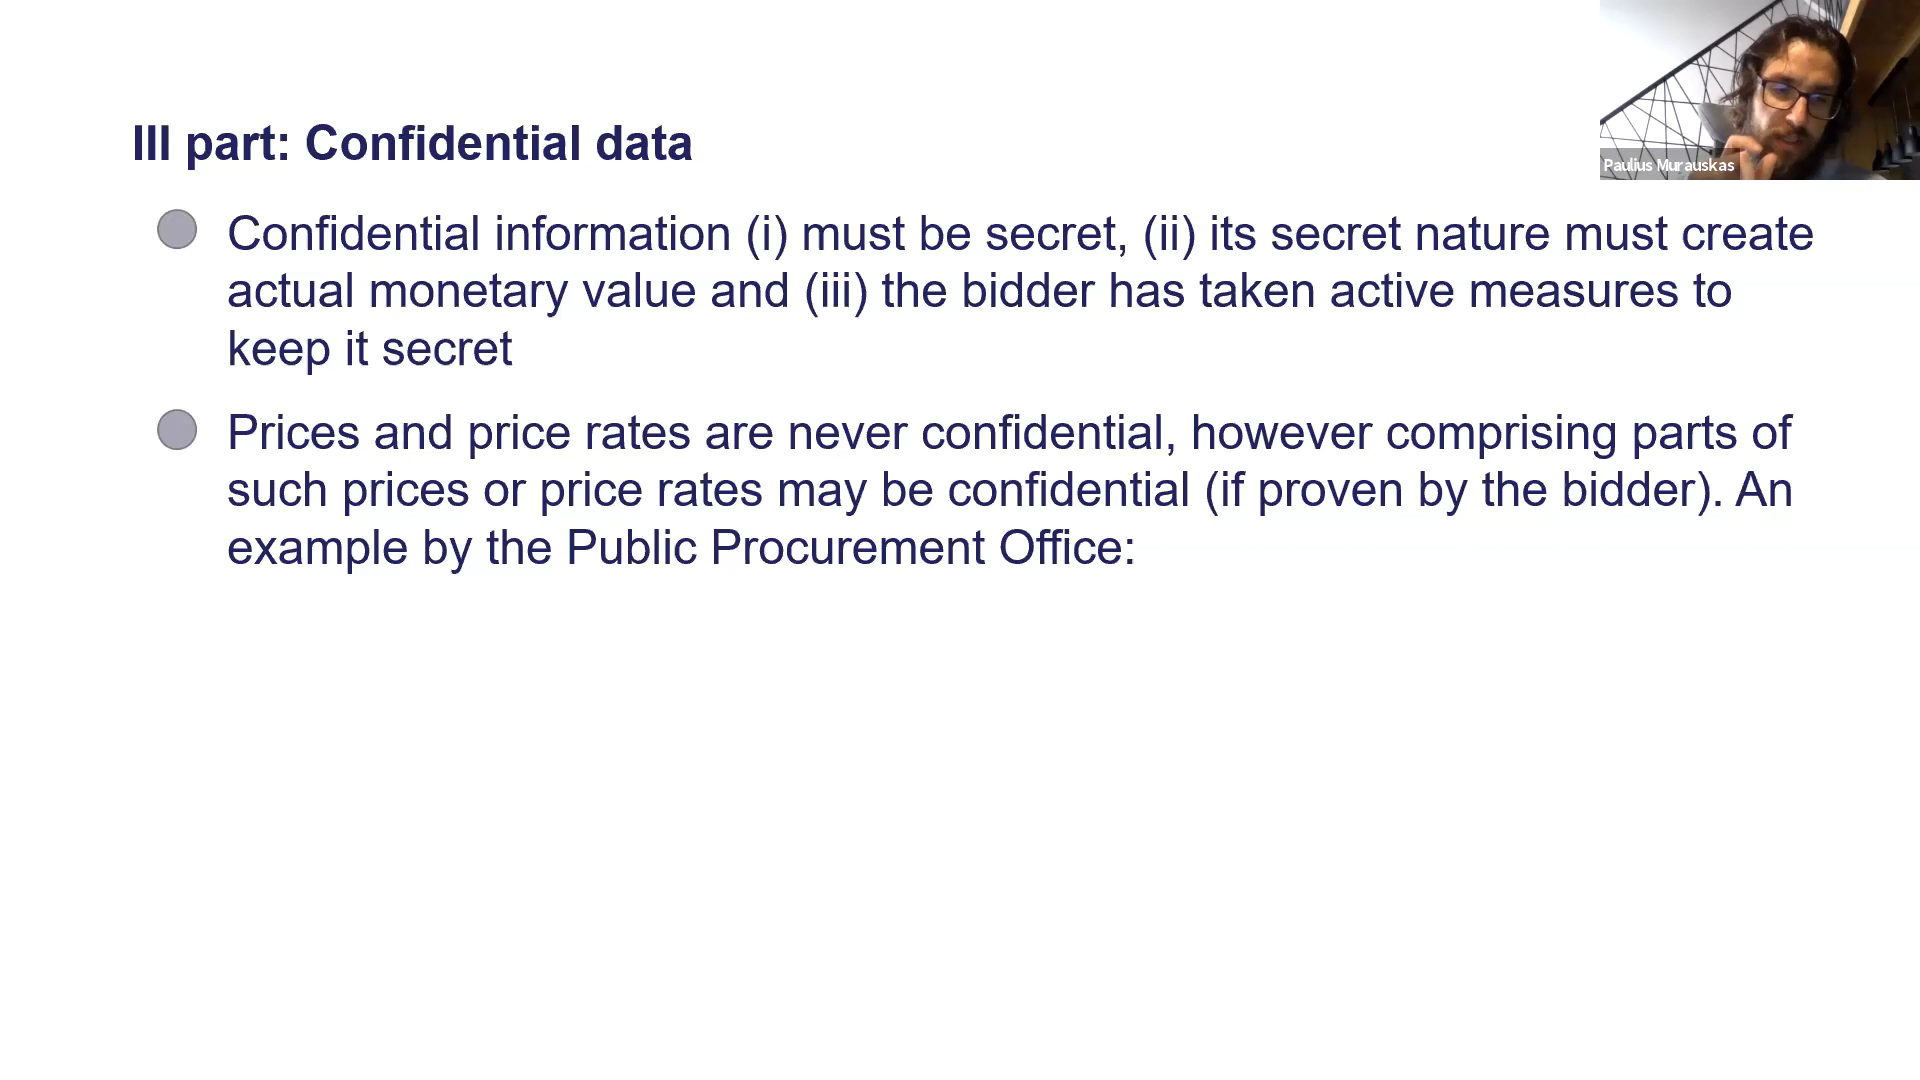 III part: Confidential data
Paulius Murauskas
Confidential information (i) must be secret, (ii) its secret nature must create
actual monetary value and (iii) the bidder has taken active measures to
keep it secret
Prices and price rates are never confidential, however comprising parts of
such prices or price rates may be confidential (if proven by the bidder). An
example by the Public Procurement Office: